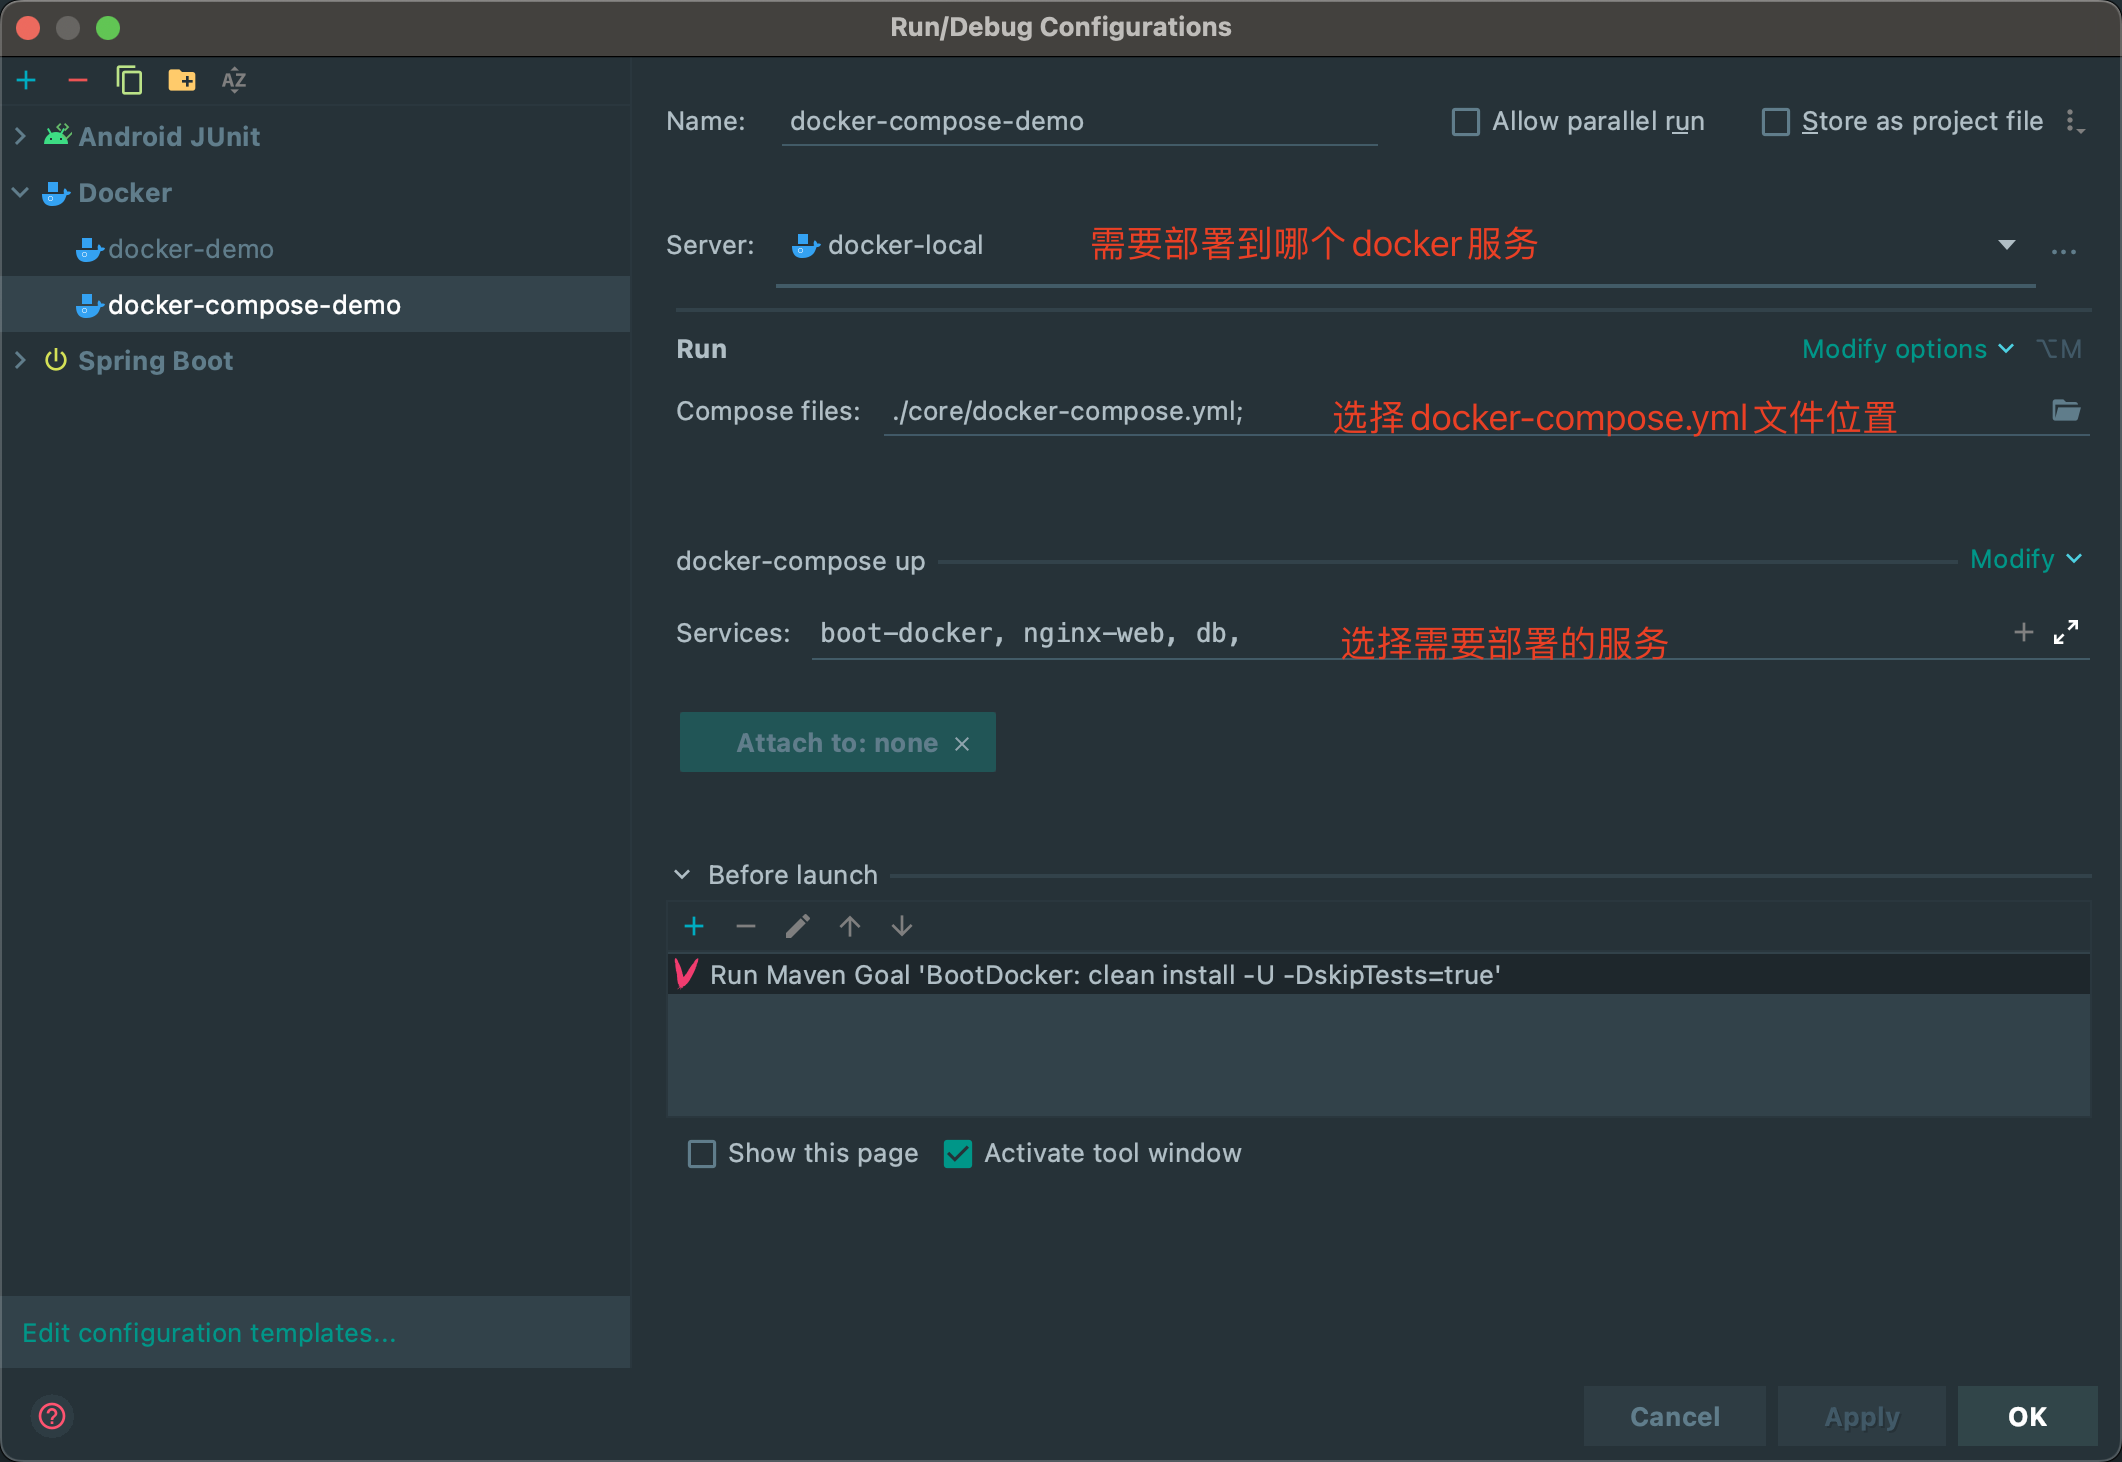 Run/Debug Configurations
Android JUnit
Docker
docker-demo
docker-compose-demo
Spring Boot
Edit configuration templates...
Name: docker-compose-demo
Allow parallel run
Store as project file
Server: docker-local 需要部署到哪个docker服务
Run
Modify options ⌥M
Compose files: ./core/docker-compose.yml; 选择docker-compose.yml文件位置
docker-compose up
Modify
Services: boot-docker, nginx-web, db, 选择需要部署的服务
Attach to: none
Before launch
Run Maven Goal 'BootDocker: clean install -U -DskipTests=true'
Show this page
Activate tool window
Cancel
Apply
OK